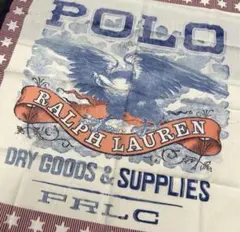 POLO
RALPH LAUREN
DRY GOODS & SUPPLIES
PRLC